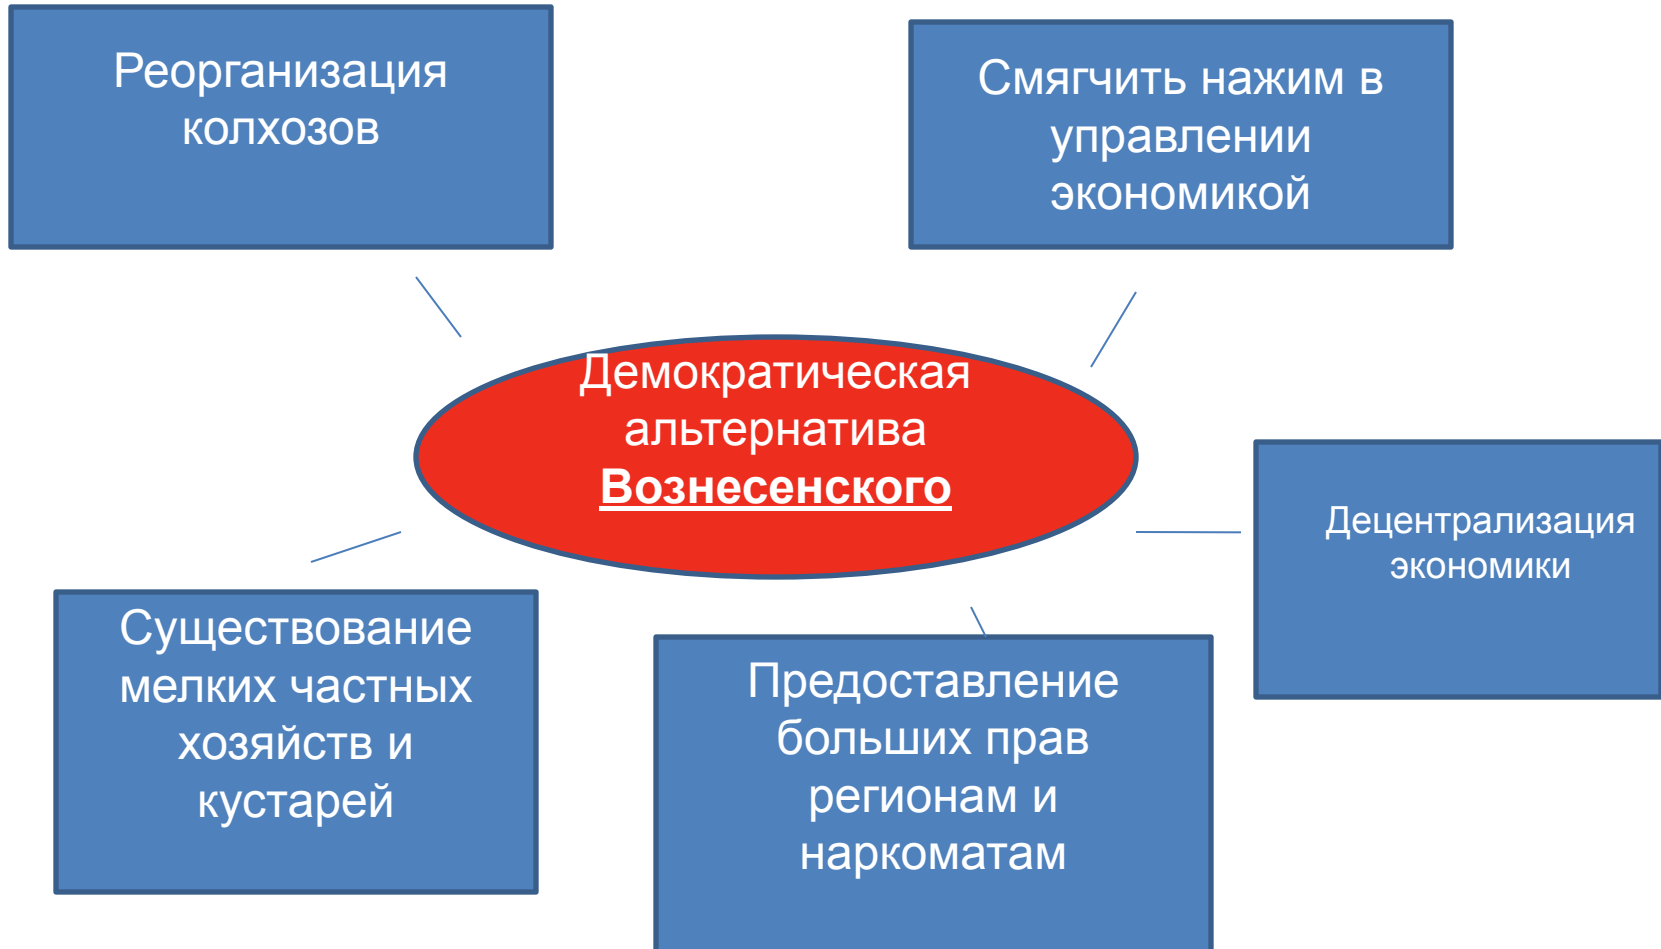 Реорганизация
колхозов
Смягчить нажим в
управлении
экономикой
Демократическая
альтернатива
Вознесенского
Децентрализация
экономики
Существование
мелких частных
хозяйств и
кустарей
Предоставление
больших прав
регионам и
наркоматам